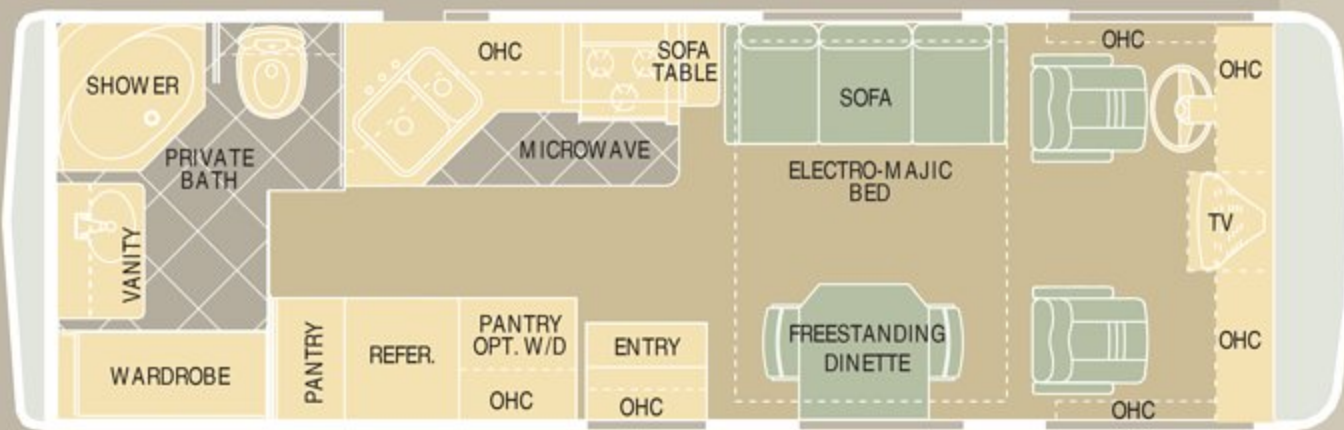 OHC
SOFA
TABLE
OHC
OHC
SHOWER
SOFA
MICROWAVE
PRIVATE
BATH
ELECTRO-MAJIC
BED
TV
VANITY
PANTRY
OPT. W/D
FREESTANDING
DINETTE
ENTRY
OHC
REFER.
PANTRY
WARDROBE
OHC
OHC
OHC